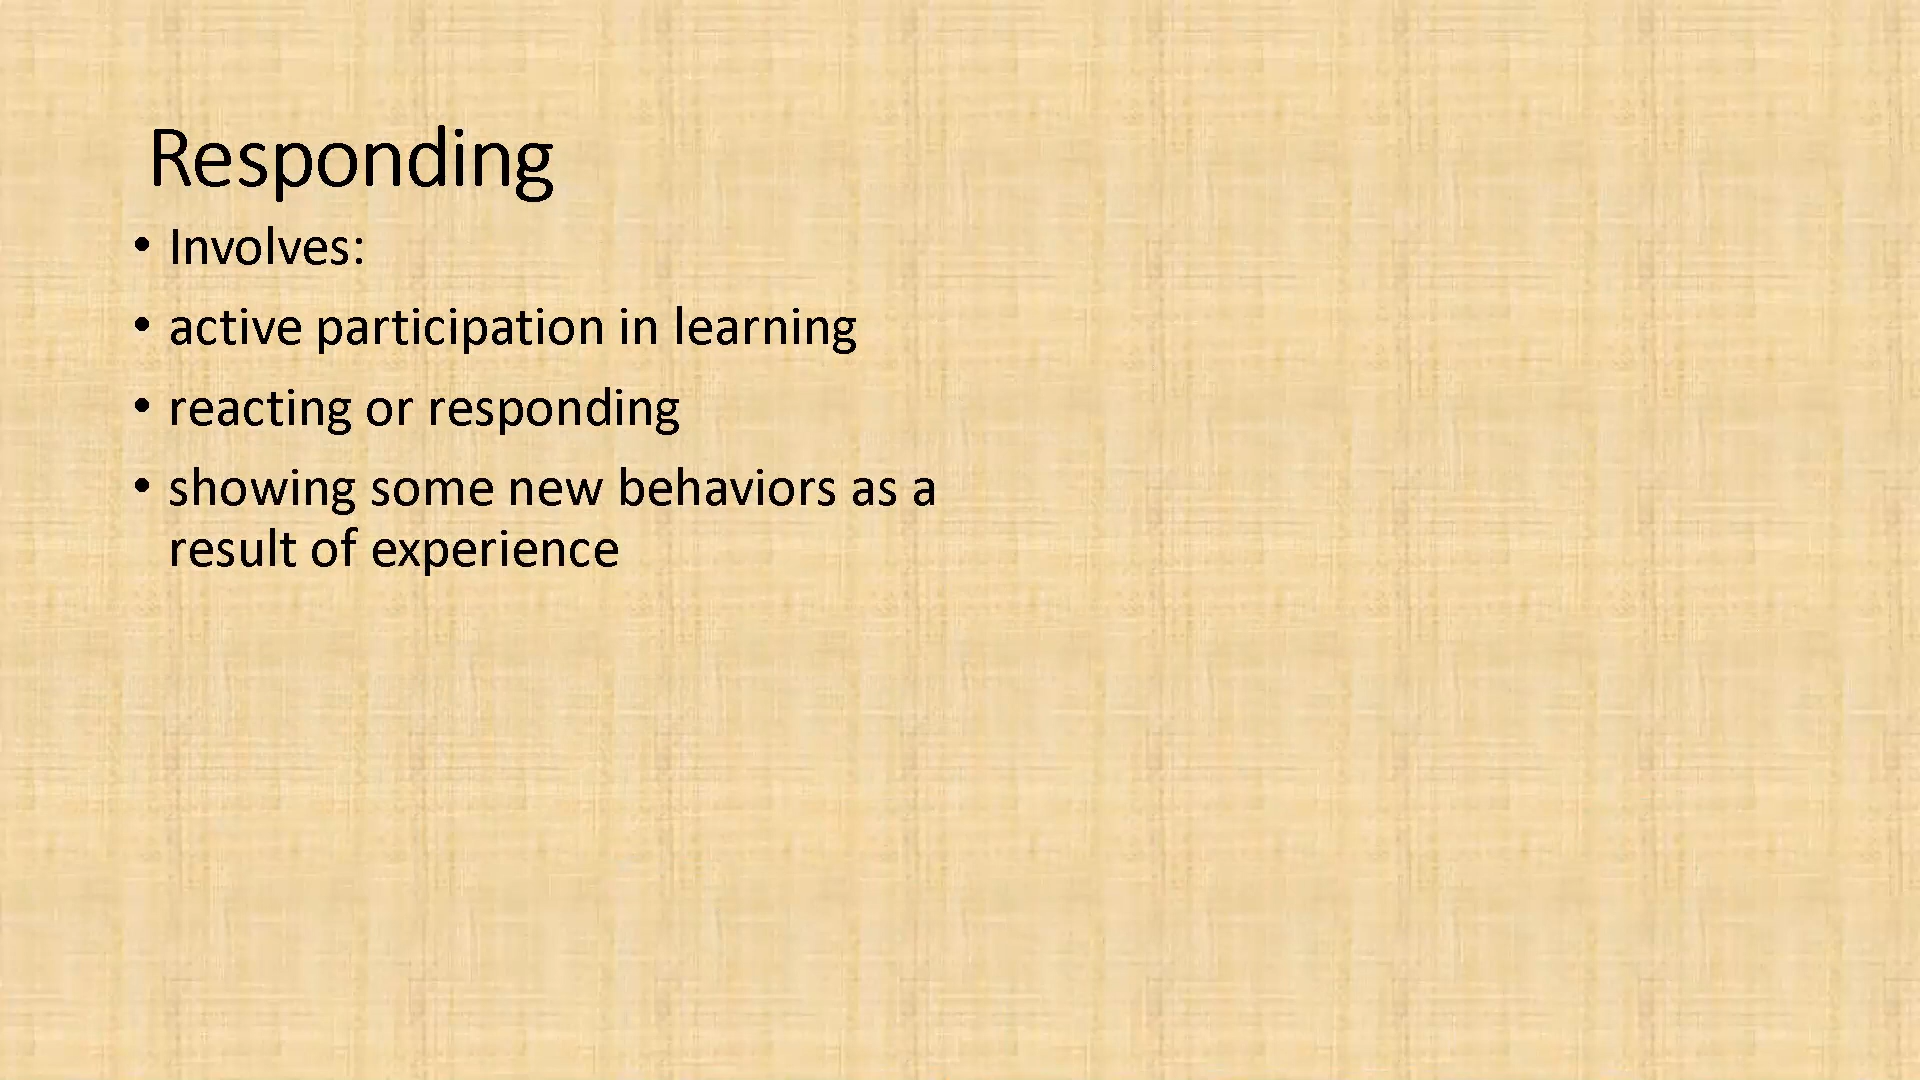 Responding
• Involves:
• active participation in learning
• reacting or responding
• showing some new behaviors as a
result of experience